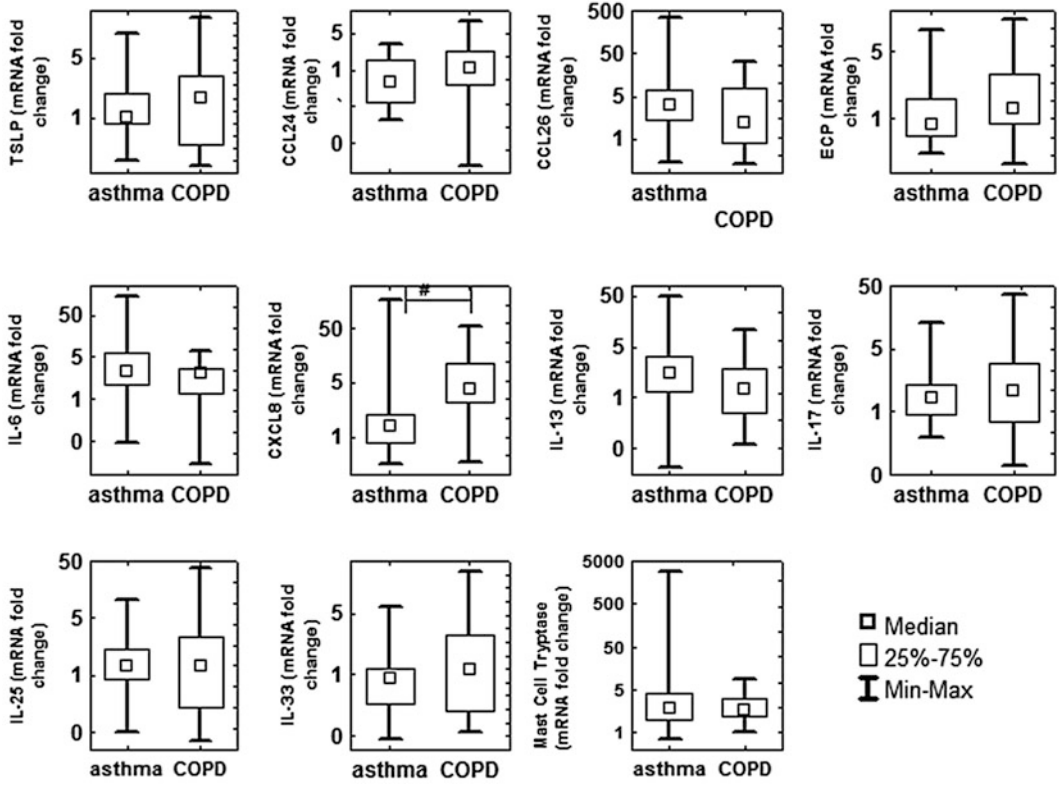 TSLP (mRNA fold
change)
5
1
asthma COPD
CCL24 (mRNA fold
change)
5
1
0
asthma COPD
CCL26 (mRNA fold
change)
500
50
5
1
asthma
COPD
ECP (mRNA fold
change)
5
1
asthma COPD
IL-6 (mRNA fold
change)
50
5
1
0
asthma COPD
CXCL8 (mRNA fold
change)
50
5
1
#
asthma COPD
IL-13 (mRNA fold
change)
50
5
1
0
asthma COPD
IL-17 (mRNA fold
change)
50
5
1
0
asthma COPD
IL-25 (mRNA fold
change)
50
5
1
0
asthma COPD
IL-33 (mRNA fold
change)
5
1
0
asthma COPD
Mast Cell Tryptase
(mRNA fold change)
5000
500
50
5
1
asthma COPD
Median
25%-75%
Min-Max